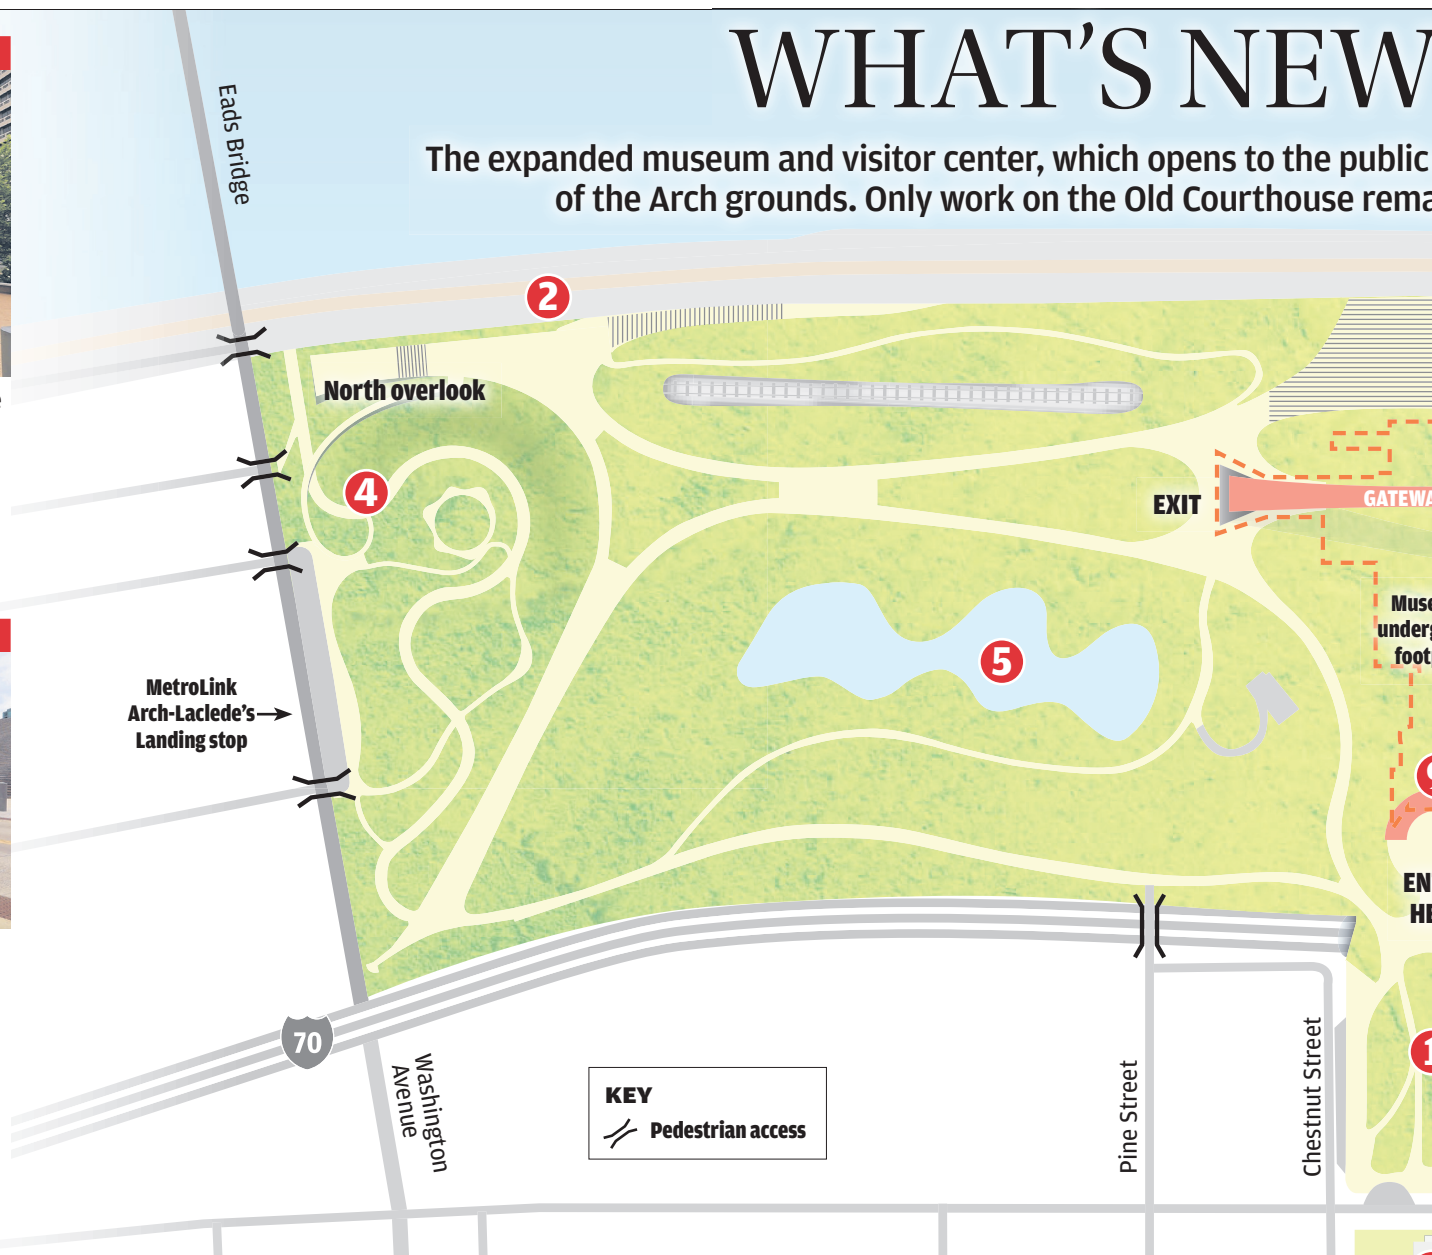 WHAT'S NEW
The expanded museum and visitor center, which opens to the public
of the Arch grounds. Only work on the Old Courthouse
Eads Bridge
2
North overlook
4
EXIT
5
MetroLink
Arch-Laclede's
Landing stop
9
1
70
Washington
Avenue
KEY
Pedestrian access
Pine Street
Chestnut Street